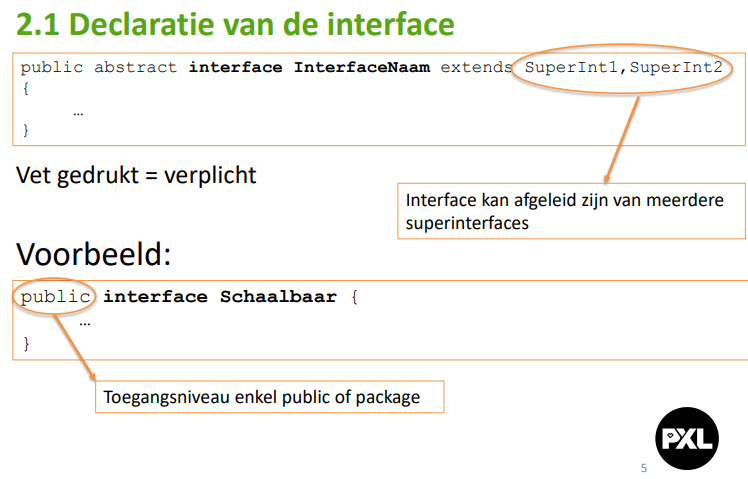 2.1 Declaratie van de interface
public abstract interface InterfaceNaam extends SuperInt1,SuperInt2
{
…
}
Vet gedrukt = verplicht
Interface kan afgeleid zijn van meerdere
superinterfaces
Voorbeeld:
public interface Schaalbaar {
…
}
Toegangsniveau enkel public of package
PXL
5